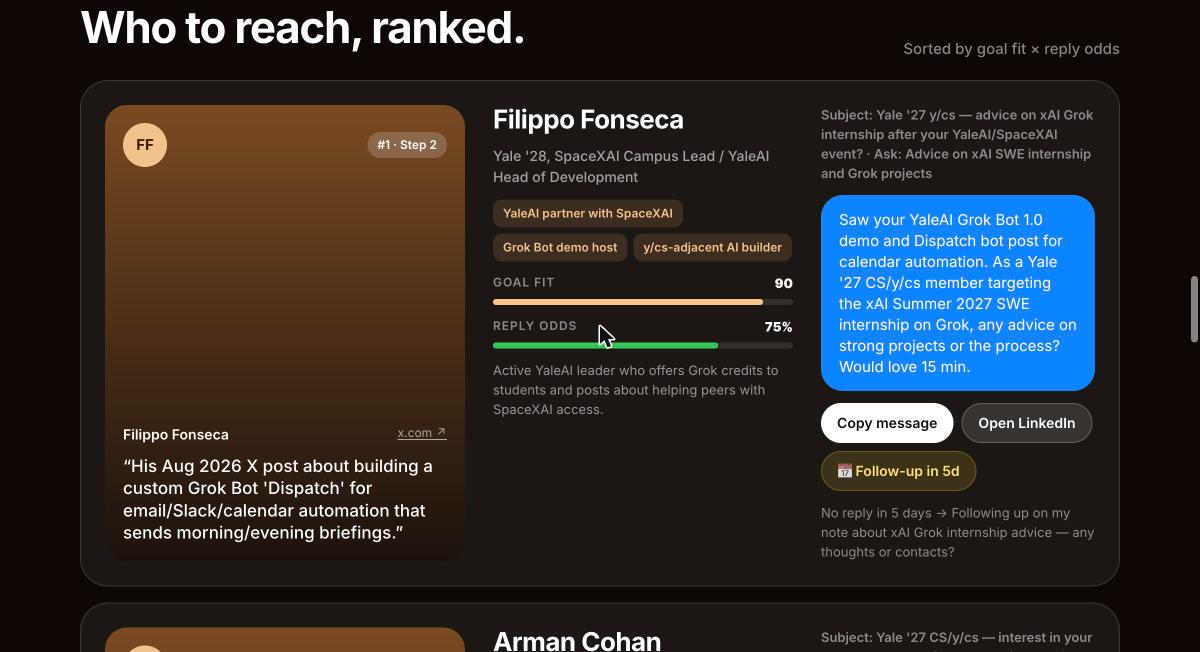 Who to reach, ranked.
Sorted by goal fit × reply odds
FF
#1 · Step 2
Filippo Fonseca
x.com ↗
“His Aug 2026 X post about building a
custom Grok Bot 'Dispatch' for
email/Slack/calendar automation that
sends morning/evening briefings.”
Filippo Fonseca
Yale '28, SpaceXAI Campus Lead / YaleAI
Head of Development
YaleAI partner with SpaceXAI
Grok Bot demo host
y/cs-adjacent AI builder
GOAL FIT
90
REPLY ODDS
75%
Active YaleAI leader who offers Grok credits to
students and posts about helping peers with
SpaceXAI access.
Subject: Yale '27 y/cs — advice on xAI Grok
internship after your YaleAI/SpaceXAI
event? · Ask: Advice on xAI SWE internship
and Grok projects
Saw your YaleAI Grok Bot 1.0
demo and Dispatch bot post for
calendar automation. As a Yale
'27 CS/y/cs member targeting
the xAI Summer 2027 SWE
internship on Grok, any advice on
strong projects or the process?
Would love 15 min.
Copy message
Open LinkedIn
Follow-up in 5d
No reply in 5 days → Following up on my
note about xAI Grok internship advice — any
thoughts or contacts?
Arman Cohan
Subject: Yale '27 CS/y/cs — interest in your